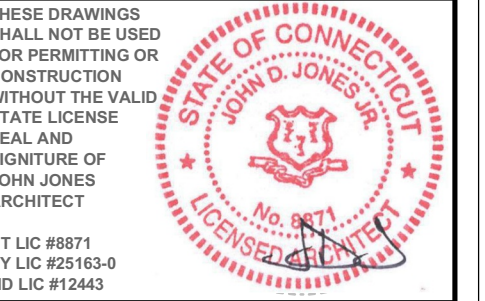 HESE DRAWINGS
HALL NOT BE USED
OR PERMITTING OR
ONSTRUCTION
WITHOUT THE VALID
TATE LICENSE
EAL AND
IGNITURE OF
OHN JONES
ARCHITECT
T LIC #8871
Y LIC #25163-0
D LIC #12443
STATE OF CONNECTICUT
JOHN D. JONES JR.
No. 8871
LICENSED ARCHITECT